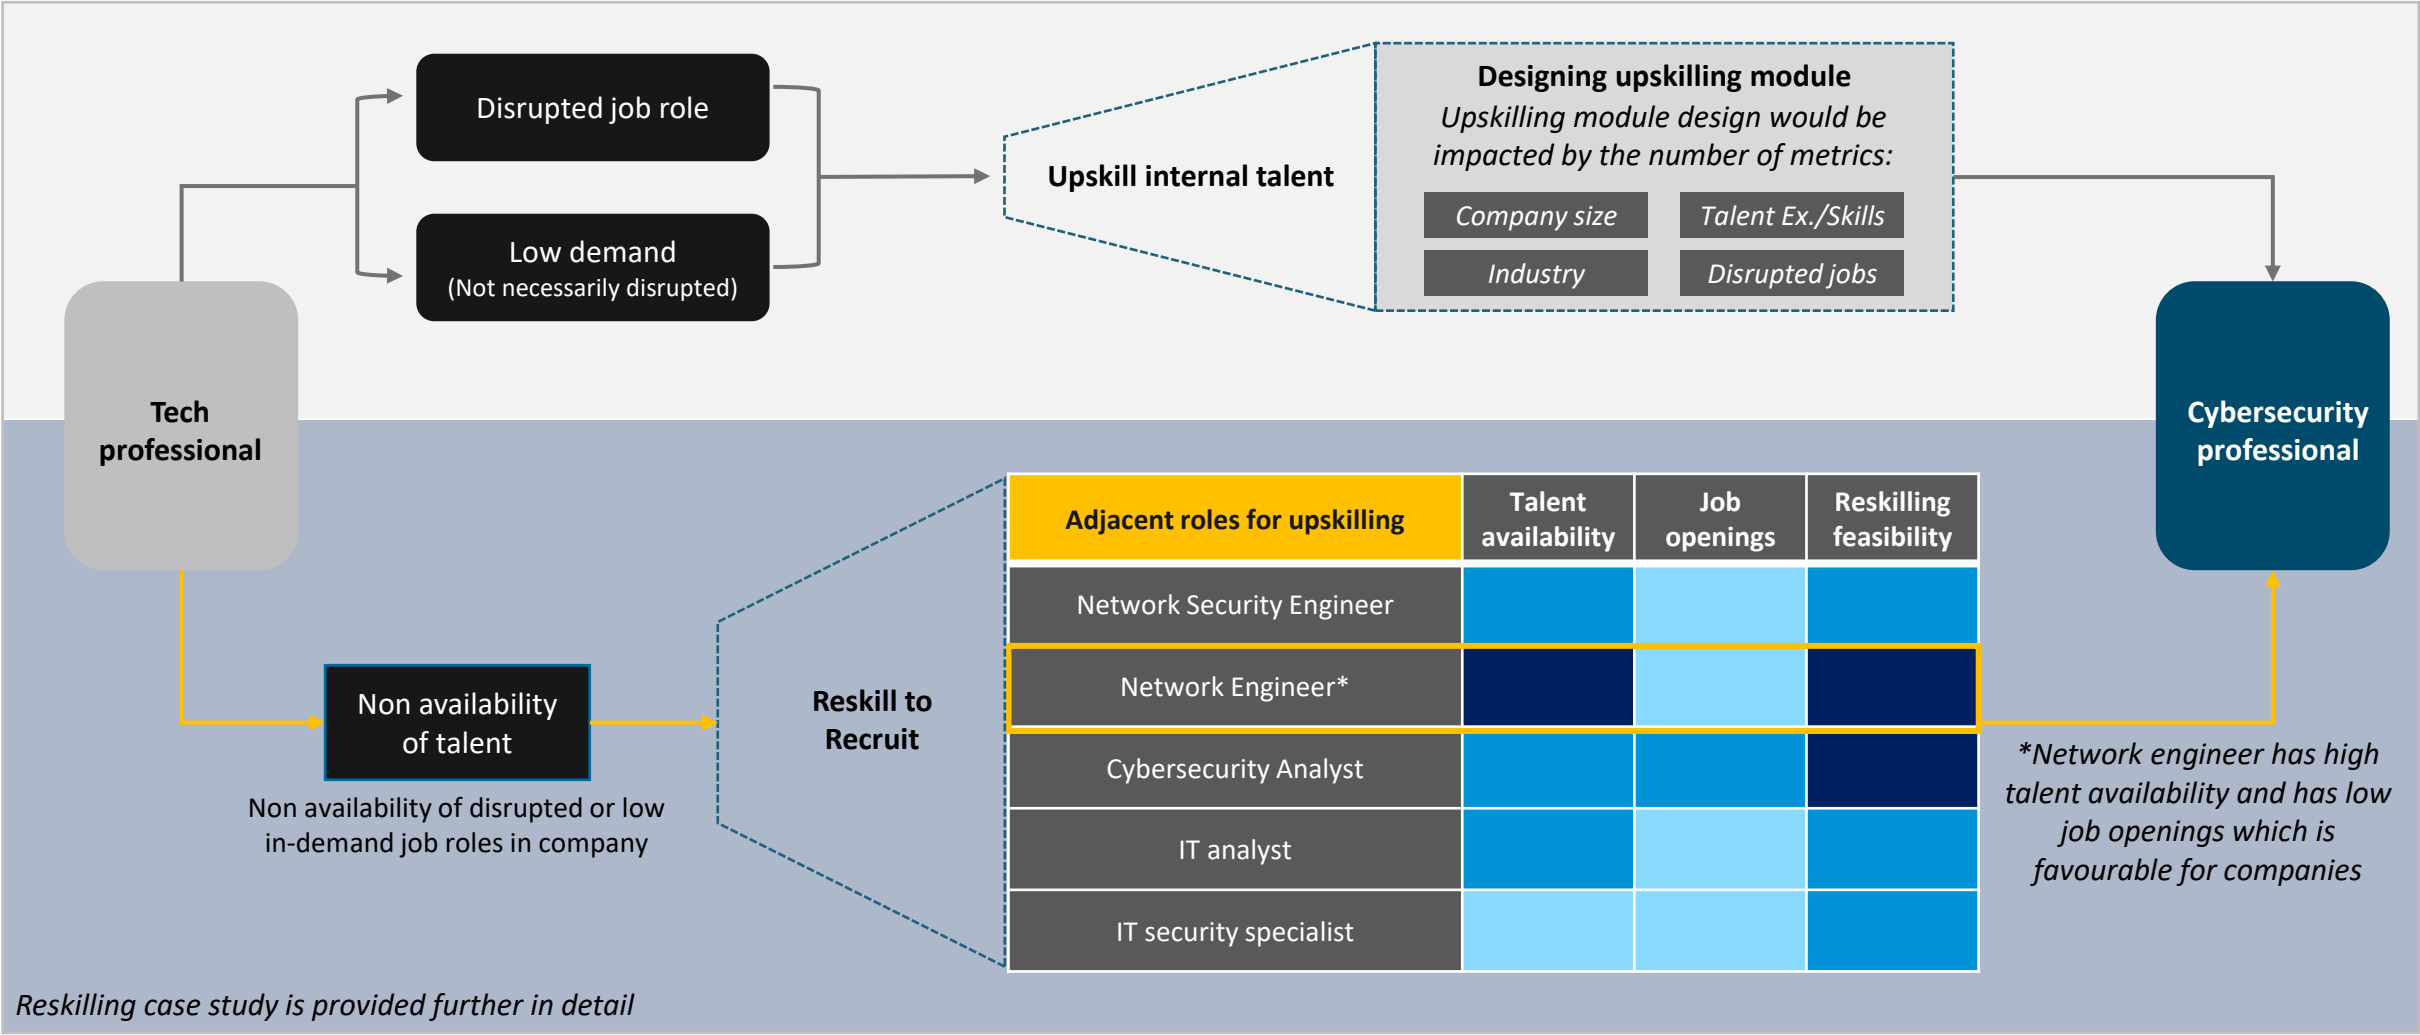 Disrupted job role
Low demand
(Not necessarily disrupted)
Upskill internal talent
Designing upskilling module
Upskilling module design would be
impacted by the number of metrics:
Company size
Talent Ex./Skills
Industry
Disrupted jobs
Tech
professional
Cybersecurity
professional
Non availability
of talent
Non availability of disrupted or low
in-demand job roles in company
Reskill to
Recruit
Adjacent roles for upskilling
Talent
availability
Job
openings
Reskilling
feasibility
Network Security Engineer
Network Engineer*
Cybersecurity Analyst
IT analyst
IT security specialist
*Network engineer has high
talent availability and has low
job openings which is
favourable for companies
Reskilling case study is provided further in detail